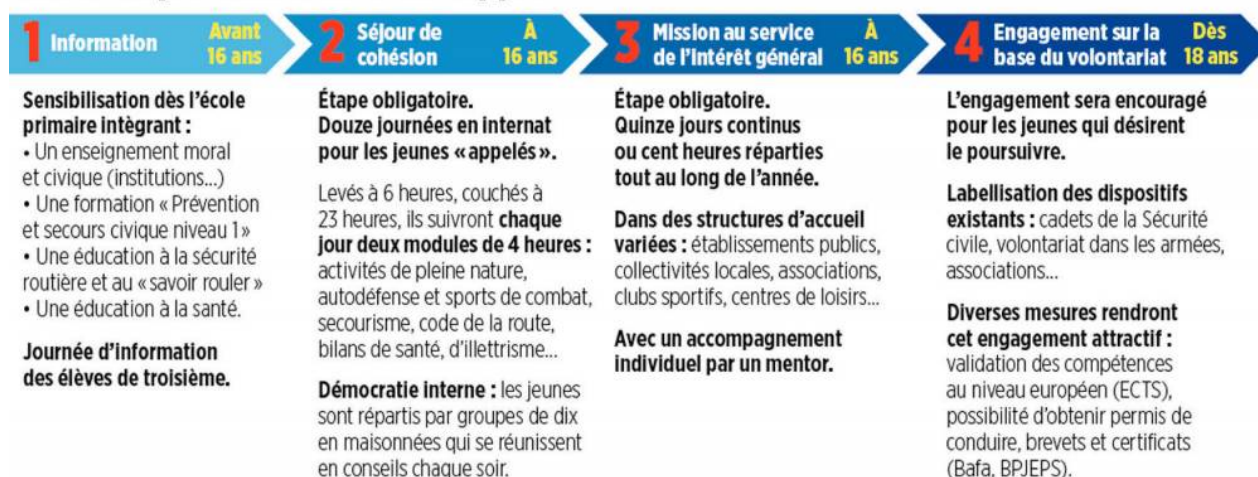 1 Information Avant 16 ans
Sensibilisation dès l'école
primaire intégrant :
• Un enseignement moral
et civique (institutions...)
• Une formation « Prévention
et secours civique niveau 1 »
• Une éducation à la sécurité
routière et au « savoir rouler »
• Une éducation à la santé.
Journée d'information
des élèves de troisième.
2 Séjour de cohésion À 16 ans
Étape obligatoire.
Douze journées en internat
pour les jeunes « appelés ».
Levés à 6 heures, couchés à
23 heures, ils suivront chaque
jour deux modules de 4 heures :
activités de pleine nature,
autodéfense et sports de combat,
secourisme, code de la route,
bilans de santé, d'illettrisme...
Démocratie interne : les jeunes
sont répartis par groupes de dix
en maisonnées qui se réunissent
en conseils chaque soir.
3 Mission au service de l'intérêt général À 16 ans
Étape obligatoire.
Quinze jours continus
ou cent heures réparties
tout au long de l'année.
Dans des structures d'accueil
variées : établissements publics,
collectivités locales, associations,
clubs sportifs, centres de loisirs...
Avec un accompagnement
individuel par un mentor.
4 Engagement sur la base du volontariat Dès 18 ans
L'engagement sera encouragé
pour les jeunes qui désirent
le poursuivre.
Labellisation des dispositifs
existants : cadets de la Sécurité
civile, volontariat dans les armées,
associations...
Diverses mesures rendront
cet engagement attractif :
validation des compétences
au niveau européen (ECTS),
possibilité d'obtenir permis de
conduire, brevets et certificats
(Bafa, BPJEPS).